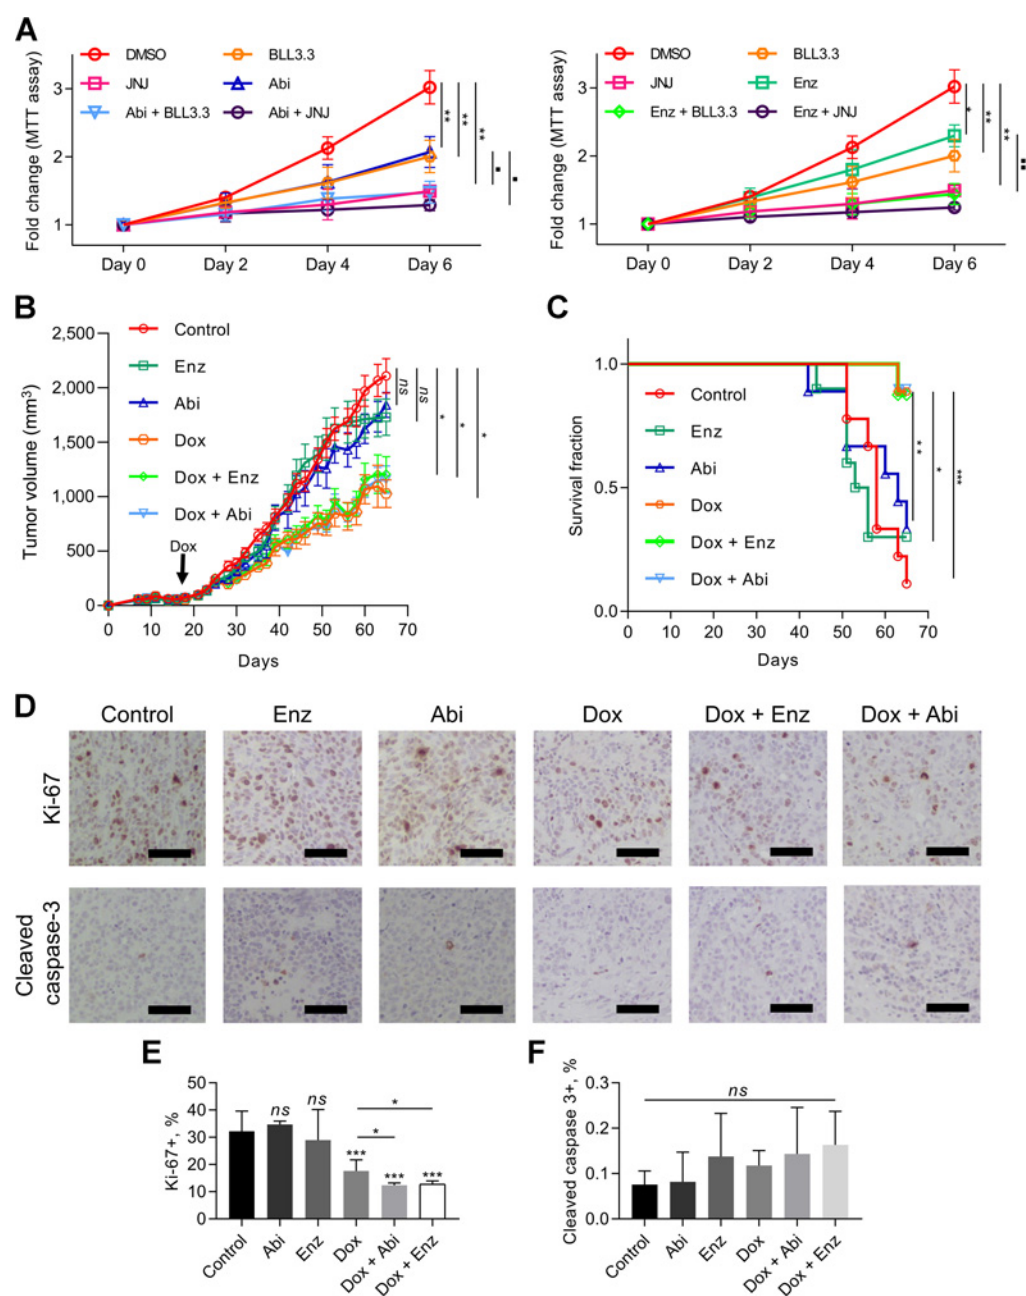 A
DMSO
BLL3.3
JNJ
Abi
Abi + BLL3.3
Abi + JNJ
Fold change (MTT assay)
3
2
1
Day 0
Day 2
Day 4
Day 6
**
**
**
▪
▪
DMSO
BLL3.3
JNJ
Enz
Enz + BLL3.3
Enz + JNJ
Fold change (MTT assay)
3
2
1
Day 0
Day 2
Day 4
Day 6
*
**
**
▪▪
B
Control
Enz
Abi
Dox
Dox + Enz
Dox + Abi
Tumor volume (mm³)
2,500
2,000
1,500
1,000
500
0
Dox
ns
ns
*
*
*
0
10
20
30
40
50
60
70
Days
C
Control
Enz
Abi
Dox
Dox + Enz
Dox + Abi
Survival fraction
1.0
0.5
0.0
**
*
***
0
10
20
30
40
50
60
70
Days
D
Control
Enz
Abi
Dox
Dox + Enz
Dox + Abi
Ki-67
Cleaved
caspase-3
E
Ki-67+, %
50
40
30
20
10
0
ns
ns
***
***
***
*
*
Control
Abi
Enz
Dox
Dox + Abi
Dox + Enz
F
Cleaved caspase 3+, %
0.3
0.2
0.1
0.0
ns
Control
Abi
Enz
Dox
Dox + Abi
Dox + Enz